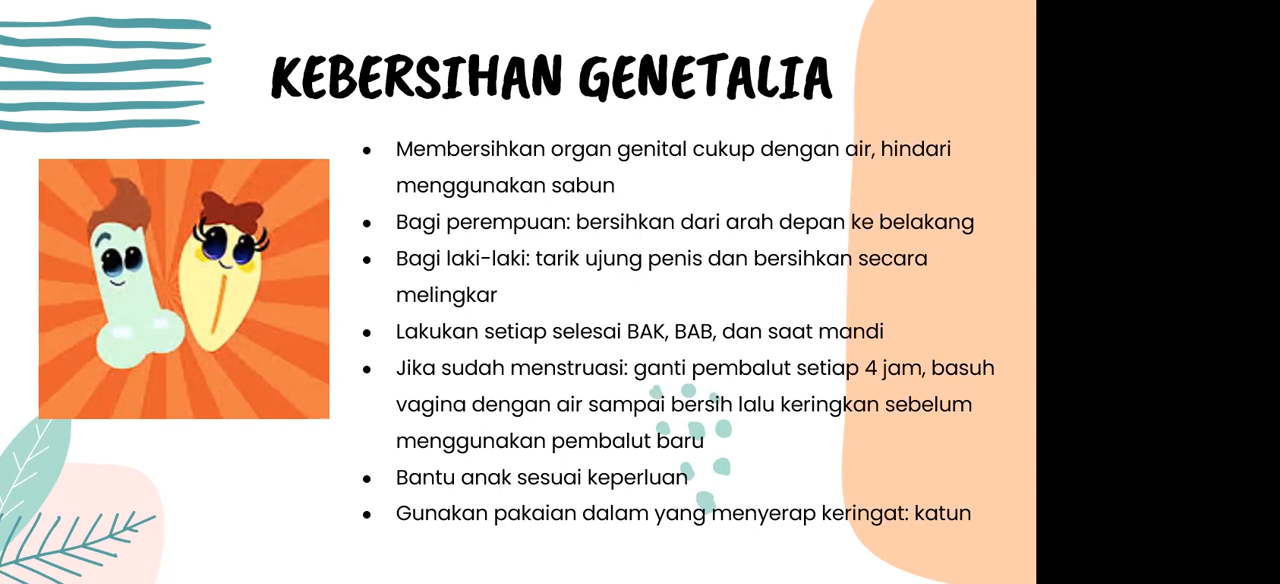 KEBERSIHAN GENETALIA
• Membersihkan organ genital cukup dengan air, hindari
menggunakan sabun
• Bagi perempuan: bersihkan dari arah depan ke belakang
• Bagi laki-laki: tarik ujung penis dan bersihkan secara
melingkar
• Lakukan setiap selesai BAK, BAB, dan saat mandi
• Jika sudah menstruasi: ganti pembalut setiap 4 jam, basuh
vagina dengan air sampai bersih lalu keringkan sebelum
menggunakan pembalut baru
• Bantu anak sesuai keperluan
• Gunakan pakaian dalam yang menyerap keringat: katun